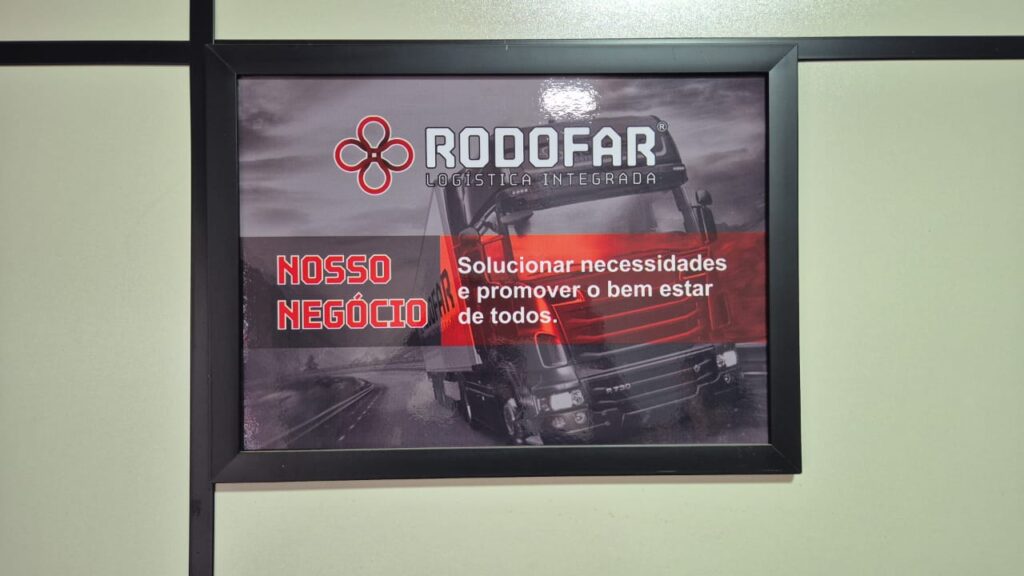 RODOFAR®
LOGÍSTICA INTEGRADA
NOSSO
NEGÓCIO
Solucionar necessidades
e promover o bem estar
de todos.